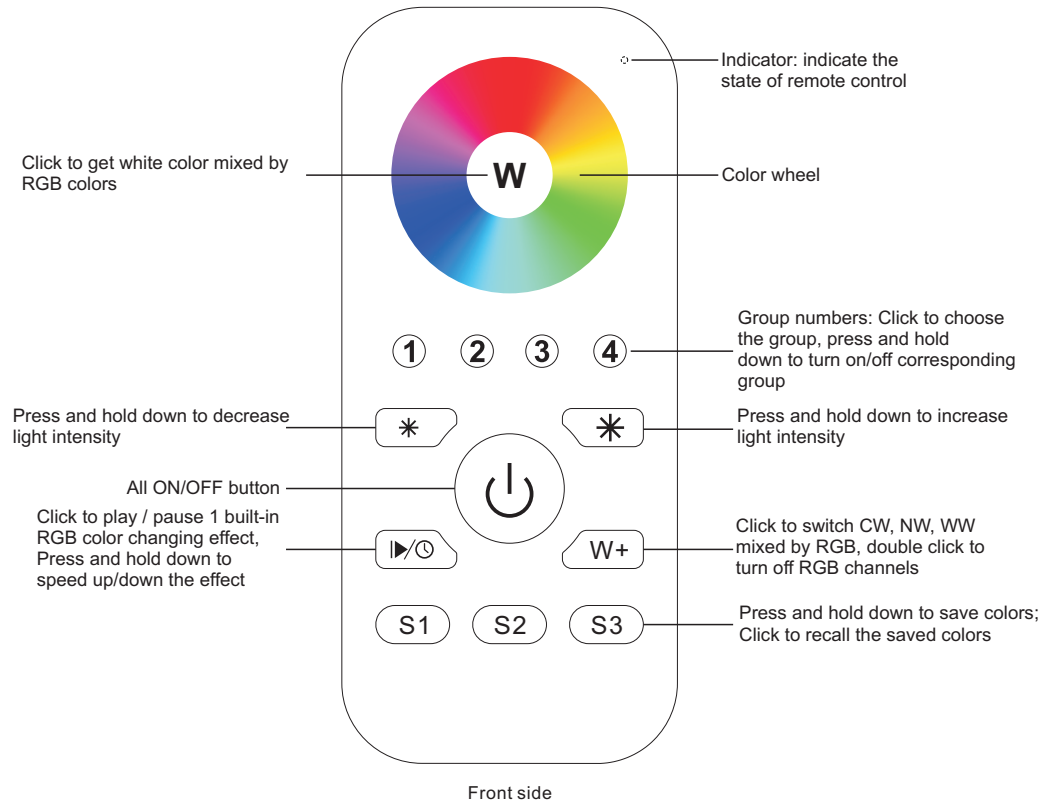 Indicator: indicate the
state of remote control
Click to get white color mixed by
RGB colors
W
Color wheel
Group numbers: Click to choose
the group, press and hold
down to turn on/off corresponding
group
1 2 3 4
Press and hold down to decrease
light intensity
Press and hold down to increase
light intensity
All ON/OFF button
Click to play / pause 1 built-in
RGB color changing effect,
Press and hold down to
speed up/down the effect
W+
Click to switch CW, NW, WW
mixed by RGB, double click to
turn off RGB channels
S1 S2 S3
Press and hold down to save colors;
Click to recall the saved colors
Front side